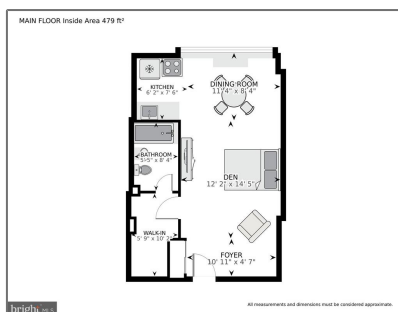 MAIN FLOOR Inside Area 479 ft²
KITCHEN
6' 2" x 7' 6"
DINING ROOM
11' 4" x 8' 4"
BATHROOM
5' 5" x 8' 4"
DEN
12' 2" x 14' 5"
WALK-IN
5' 9" x 10' 2"
FOYER
10' 11" x 4' 7"
All measurements and dimensions must be considered approximate.
bright